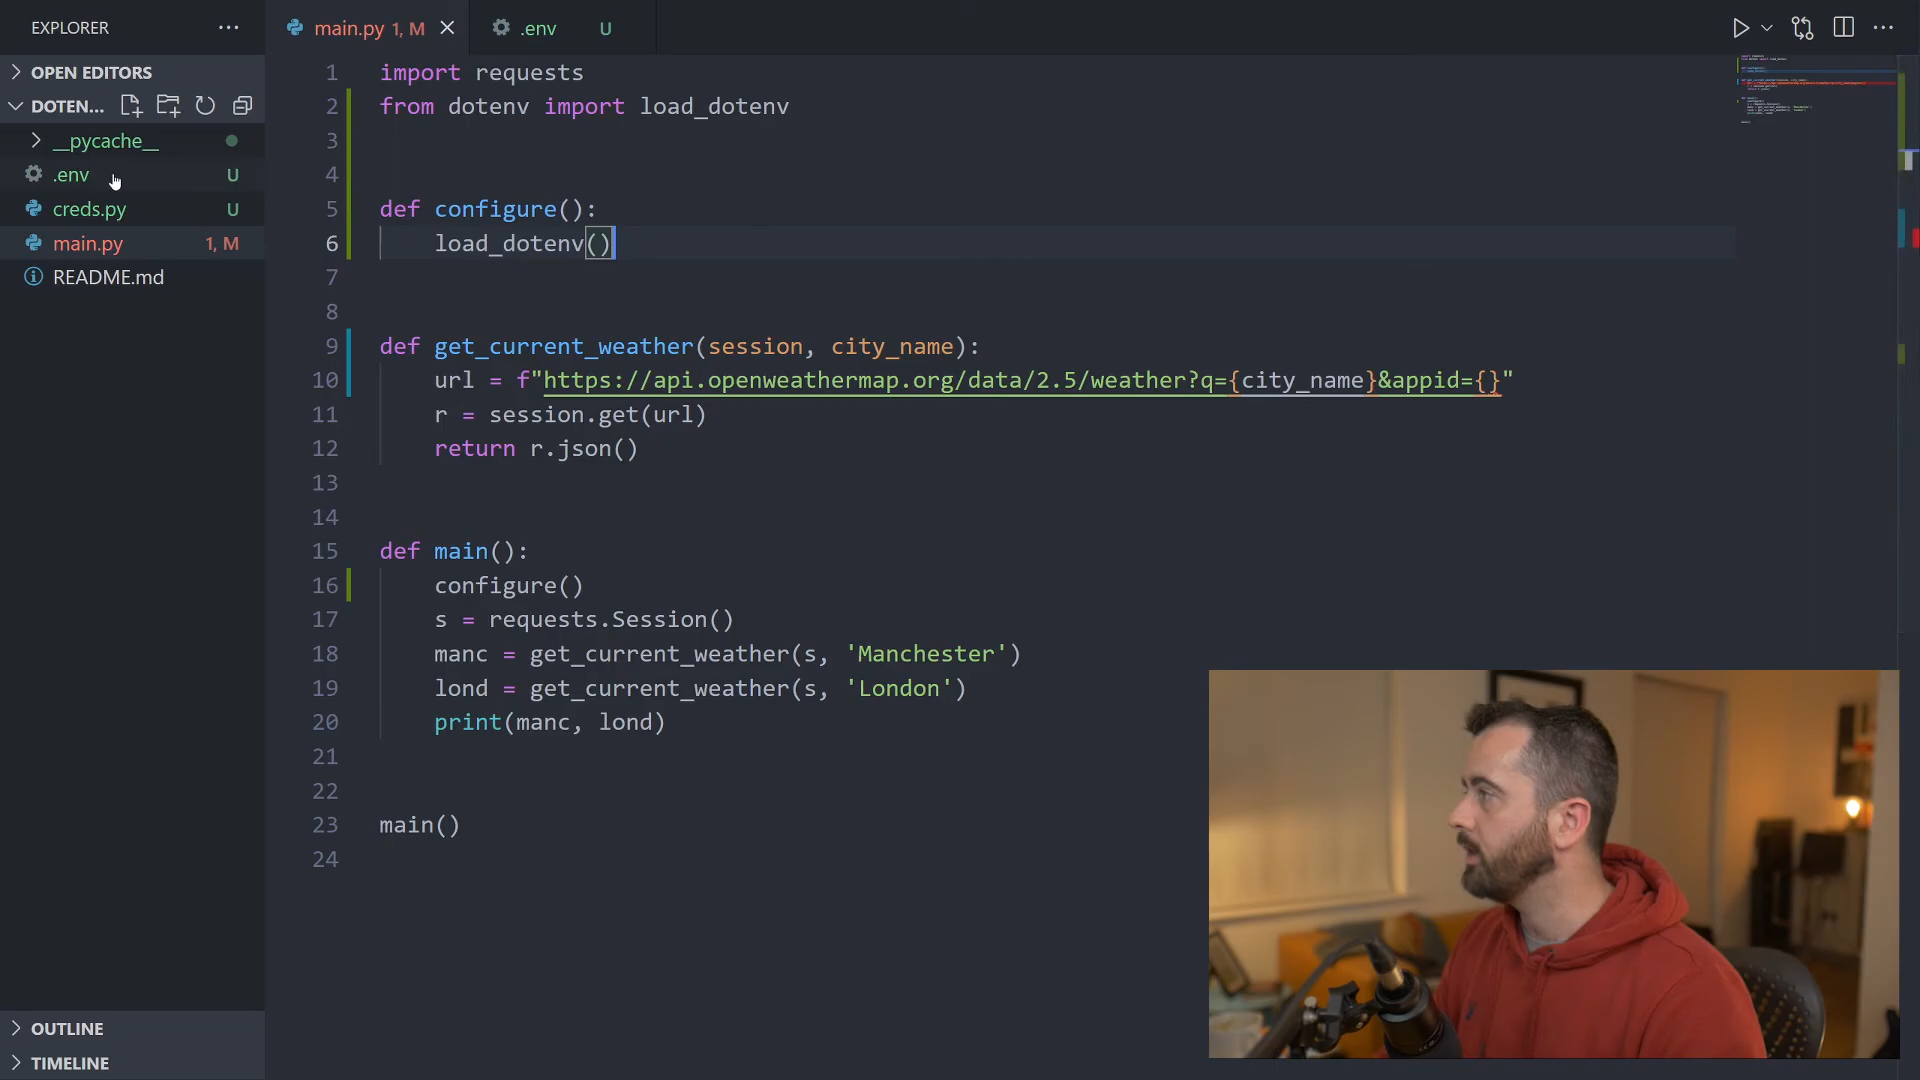 EXPLORER
main.py 1, M
.env U
OPEN EDITORS
DOTEN...
__pycache__
.env U
creds.py U
main.py 1, M
README.md
OUTLINE
TIMELINE
1 import requests
2 from dotenv import load_dotenv
3
4
5 def configure():
6 load_dotenv()
7
8
9 def get_current_weather(session, city_name):
10 url = f"https://api.openweathermap.org/data/2.5/weather?q={city_name}&appid={}"
11 r = session.get(url)
12 return r.json()
13
14
15 def main():
16 configure()
17 s = requests.Session()
18 manc = get_current_weather(s, 'Manchester')
19 lond = get_current_weather(s, 'London')
20 print(manc, lond)
21
22
23 main()
24